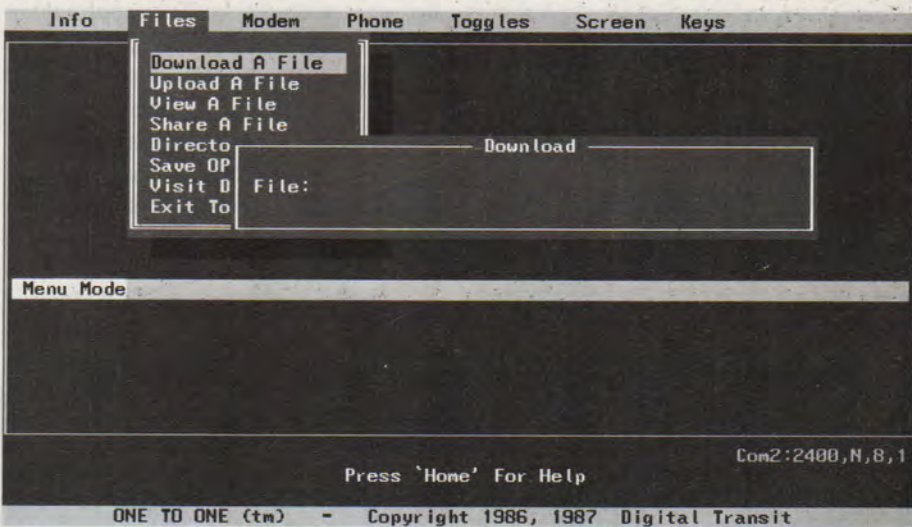 Info Files Modem Phone Toggles Screen Keys
Download A File
Upload A File
View A File
Share A File
Directo
Save OP
Visit D
Exit To
Download
File:
Menu Mode
Com2:2400,N,8,1
Press `Home' For Help
ONE TO ONE (tm) - Copyright 1986, 1987 Digital Transit